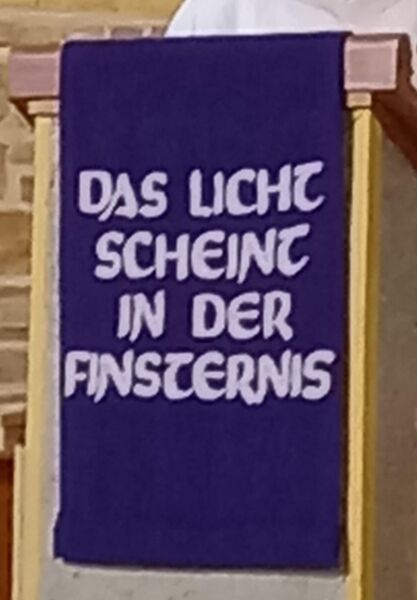 DAS LICHT
SCHEINT
IN DER
FINSTERNIS